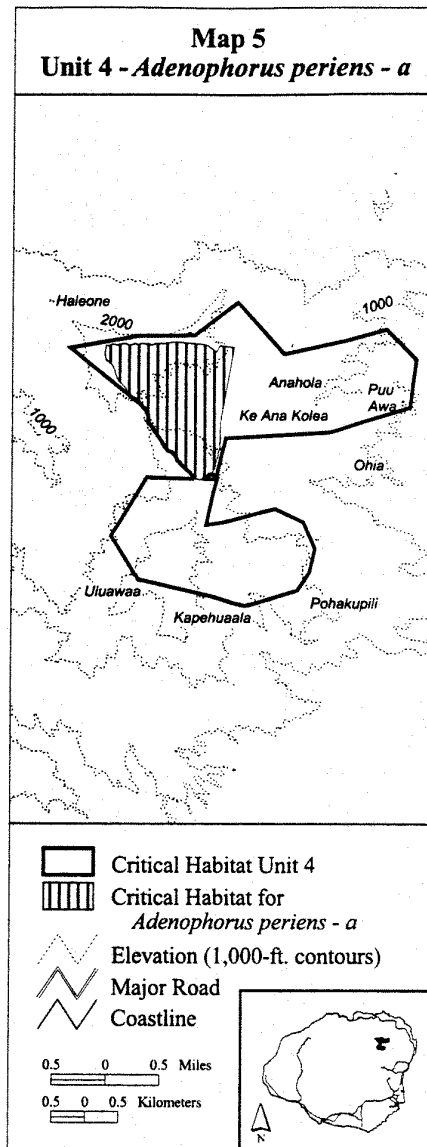 Map 5
Unit 4 - Adenophorus periens - a
Haleone
2000
1000
Anahola
Puu
Awa
Ke Ana Kolea
1000
Ohia
Uluawaa
Pohakupili
Kapehuaala
Critical Habitat Unit 4
Critical Habitat for
Adenophorus periens - a
Elevation (1,000-ft. contours)
Major Road
Coastline
0.5 0 0.5 Miles
0.5 0 0.5 Kilometers
N